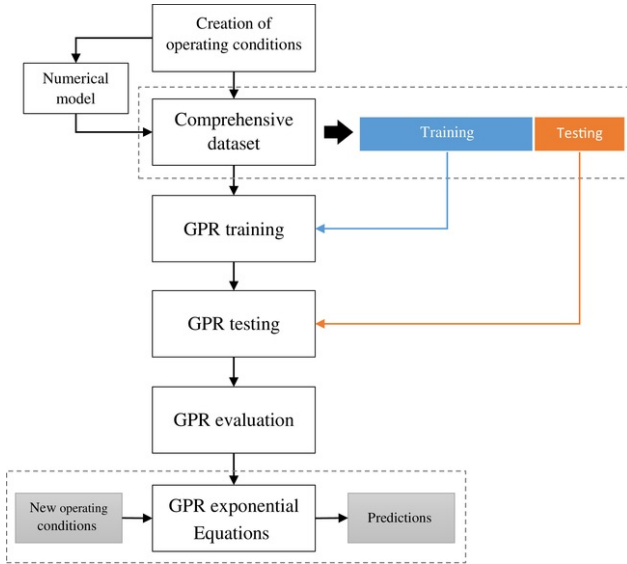 Creation of
operating conditions
Numerical
model
Comprehensive
dataset
Training
Testing
GPR training
GPR testing
GPR evaluation
New operating
conditions
GPR exponential
Equations
Predictions